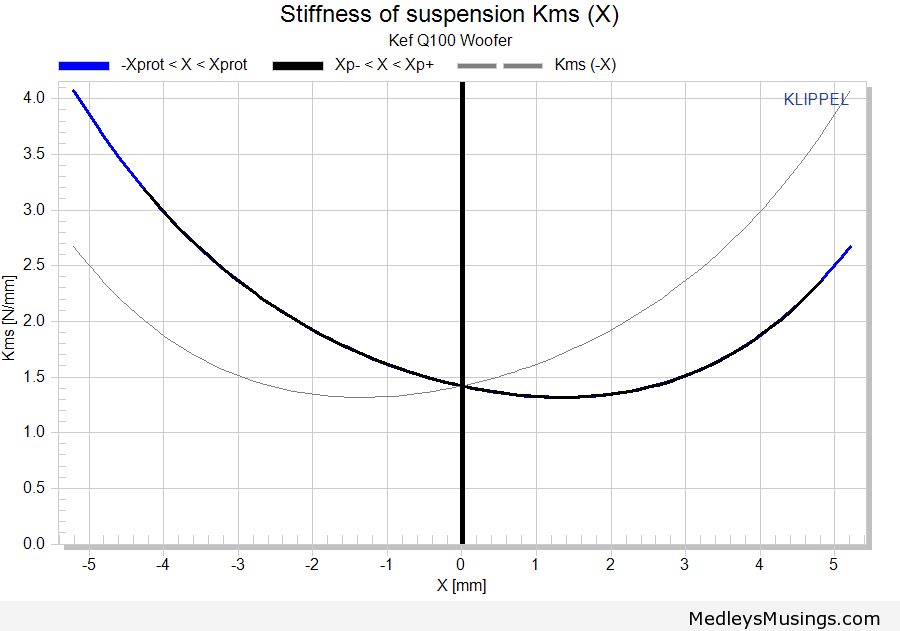 Stiffness of suspension Kms (X)
Kef Q100 Woofer
-Xprot < X < Xprot Xp- < X < Xp+ Kms (-X)
KLIPPEL
4.0
3.5
3.0
2.5
2.0
1.5
1.0
0.5
0.0
Kms [N/mm]
-5 -4 -3 -2 -1 0 1 2 3 4 5
X [mm]
MedleysMusings.com